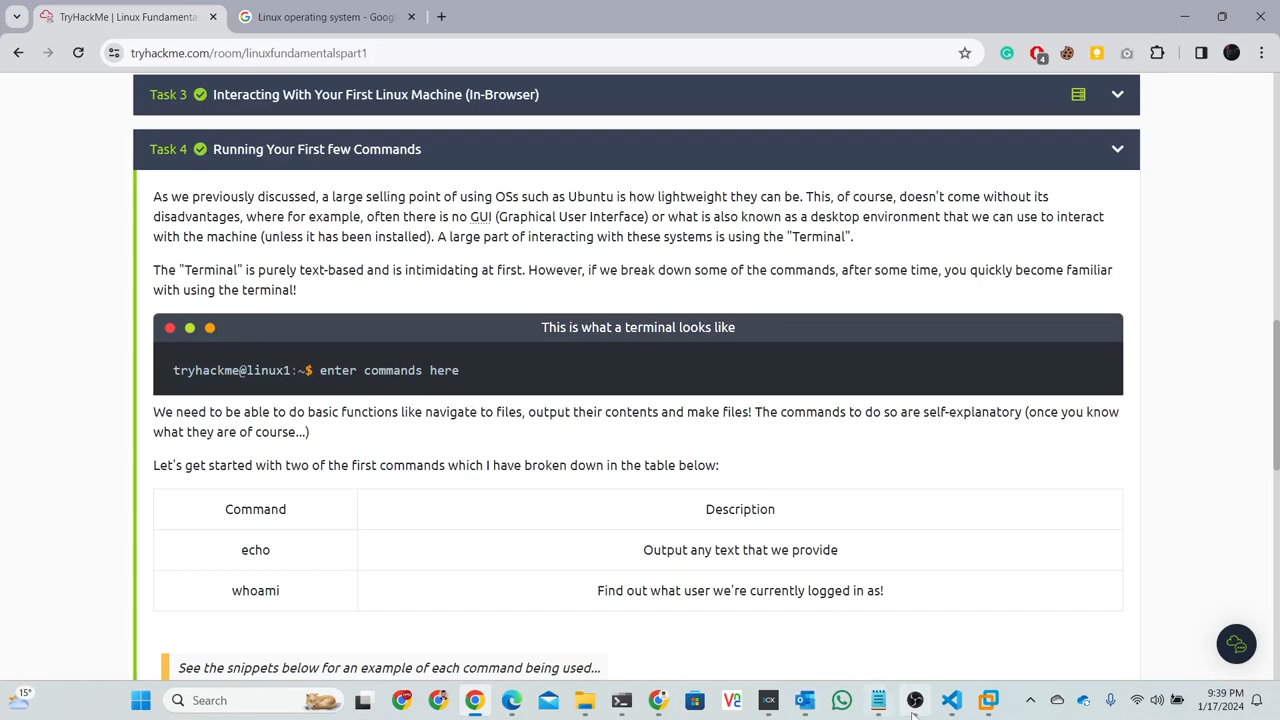 TryHackMe | Linux Fundamenta
Linux operating system - Goog
tryhackme.com/room/linuxfundamentalspart1
4
Task 3 Interacting With Your First Linux Machine (In-Browser)
Task 4 Running Your First few Commands
As we previously discussed, a large selling point of using OSs such as Ubuntu is how lightweight they can be. This, of course, doesn't come without its
disadvantages, where for example, often there is no GUI (Graphical User Interface) or what is also known as a desktop environment that we can use to interact
with the machine (unless it has been installed). A large part of interacting with these systems is using the "Terminal".
The "Terminal" is purely text-based and is intimidating at first. However, if we break down some of the commands, after some time, you quickly become familiar
with using the terminal!
This is what a terminal looks like
tryhackme@linux1:~$ enter commands here
We need to be able to do basic functions like navigate to files, output their contents and make files! The commands to do so are self-explanatory (once you know
what they are of course...)
Let's get started with two of the first commands which I have broken down in the table below:
Command Description
echo Output any text that we provide
whoami Find out what user we're currently logged in as!
See the snippets below for an example of each command being used...
15°
Search
9:39 PM
1/17/2024